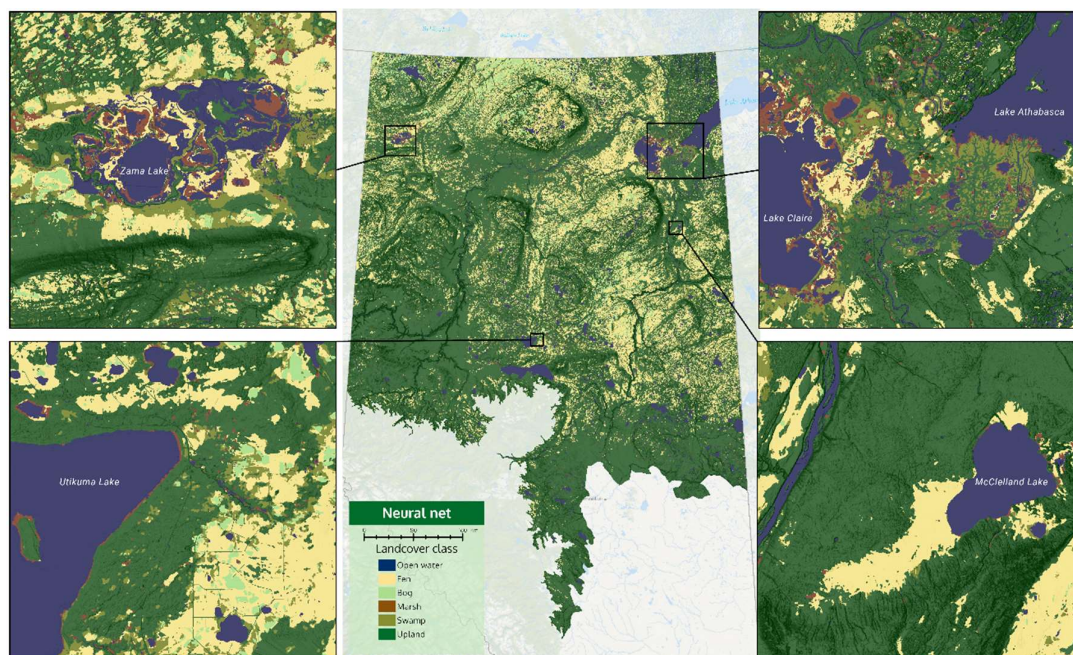 Zama Lake
Lake Athabasca
Lake Claire
Utikuma Lake
McClelland Lake
Neural net
Landcover class
Open water
Fen
Bog
Marsh
Swamp
Upland